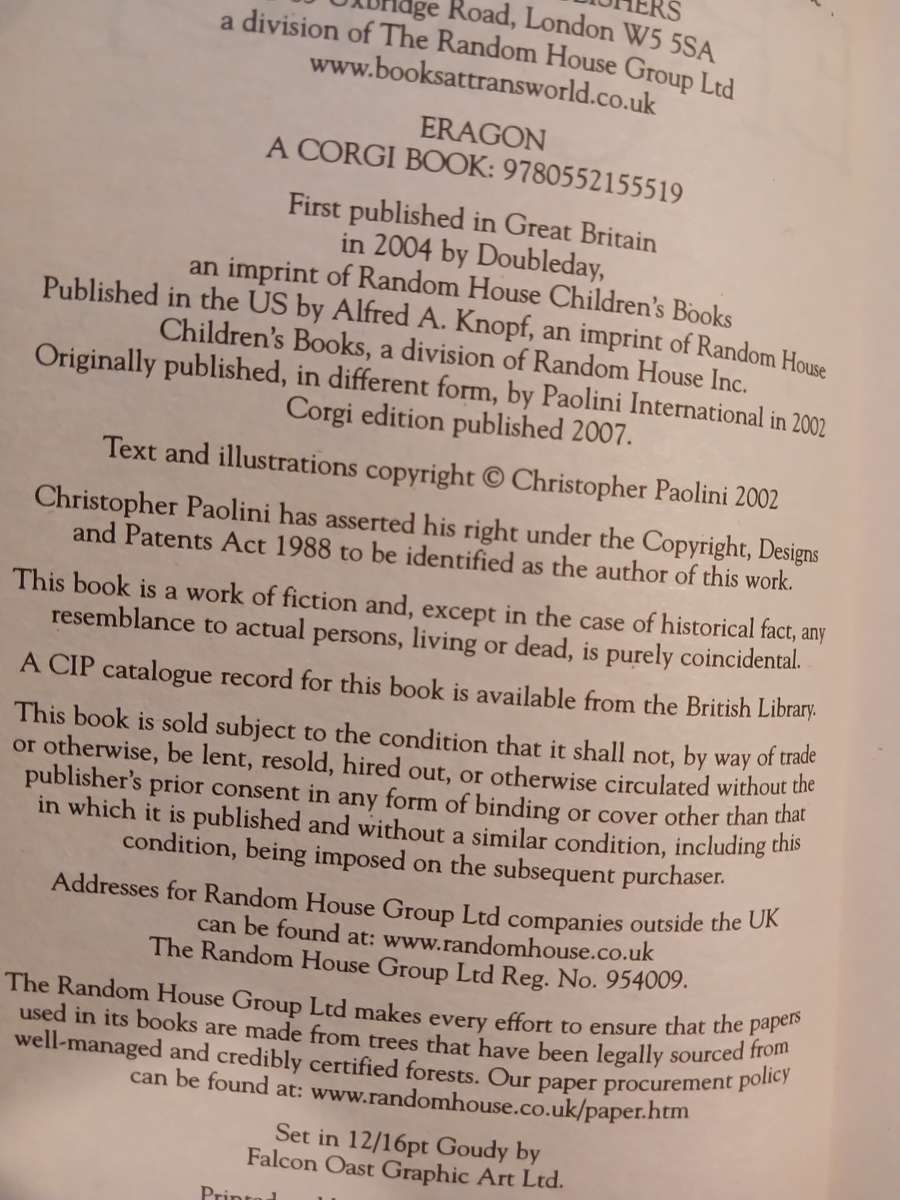 Road, London W5 5SA
a division of The Random House Group Ltd
www.booksattransworld.co.uk
ERAGON
A CORGI BOOK: 9780552155519
First published in Great Britain
in 2004 by Doubleday,
an imprint of Random House Children's Books
Published in the US by Alfred A. Knopf, an imprint of Random House
Children's Books, a division of Random House Inc.
Originally published, in different form, by Paolini International in 2002
Corgi edition published 2007.
Text and illustrations copyright © Christopher Paolini 2002
Christopher Paolini has asserted his right under the Copyright, Designs
and Patents Act 1988 to be identified as the author of this work.
This book is a work of fiction and, except in the case of historical fact, any
resemblance to actual persons, living or dead, is purely coincidental.
A CIP catalogue record for this book is available from the British Library.
This book is sold subject to the condition that it shall not, by way of trade
or otherwise, be lent, resold, hired out, or otherwise circulated without the
publisher's prior consent in any form of binding or cover other than that
in which it is published and without a similar condition, including this
condition, being imposed on the subsequent purchaser.
Addresses for Random House Group Ltd companies outside the UK
can be found at: www.randomhouse.co.uk
The Random House Group Ltd Reg. No. 954009.
The Random House Group Ltd makes every effort to ensure that the papers
used in its books are made from trees that have been legally sourced from
well-managed and credibly certified forests. Our paper procurement policy
can be found at: www.randomhouse.co.uk/paper.htm
Set in 12/16pt Goudy by
Falcon Oast Graphic Art Ltd.